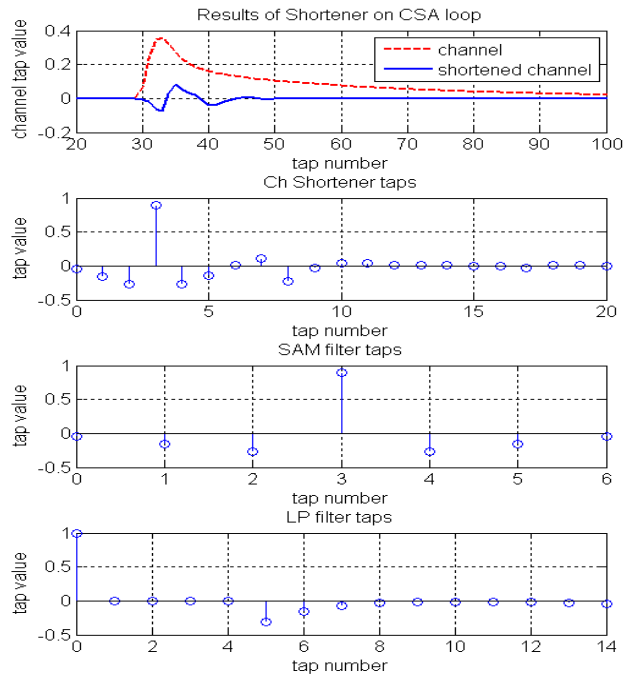 Results of Shortener on CSA loop
channel tap value
0.4
0.2
0
-0.2
channel
shortened channel
20 30 40 50 60 70 80 90 100
tap number
Ch Shortener taps
tap value
1
0.5
0
-0.5
0 5 10 15 20
tap number
SAM filter taps
tap value
1
0.5
0
-0.5
0 1 2 3 4 5 6
tap number
LP filter taps
tap value
1
0.5
0
-0.5
0 2 4 6 8 10 12 14
tap number